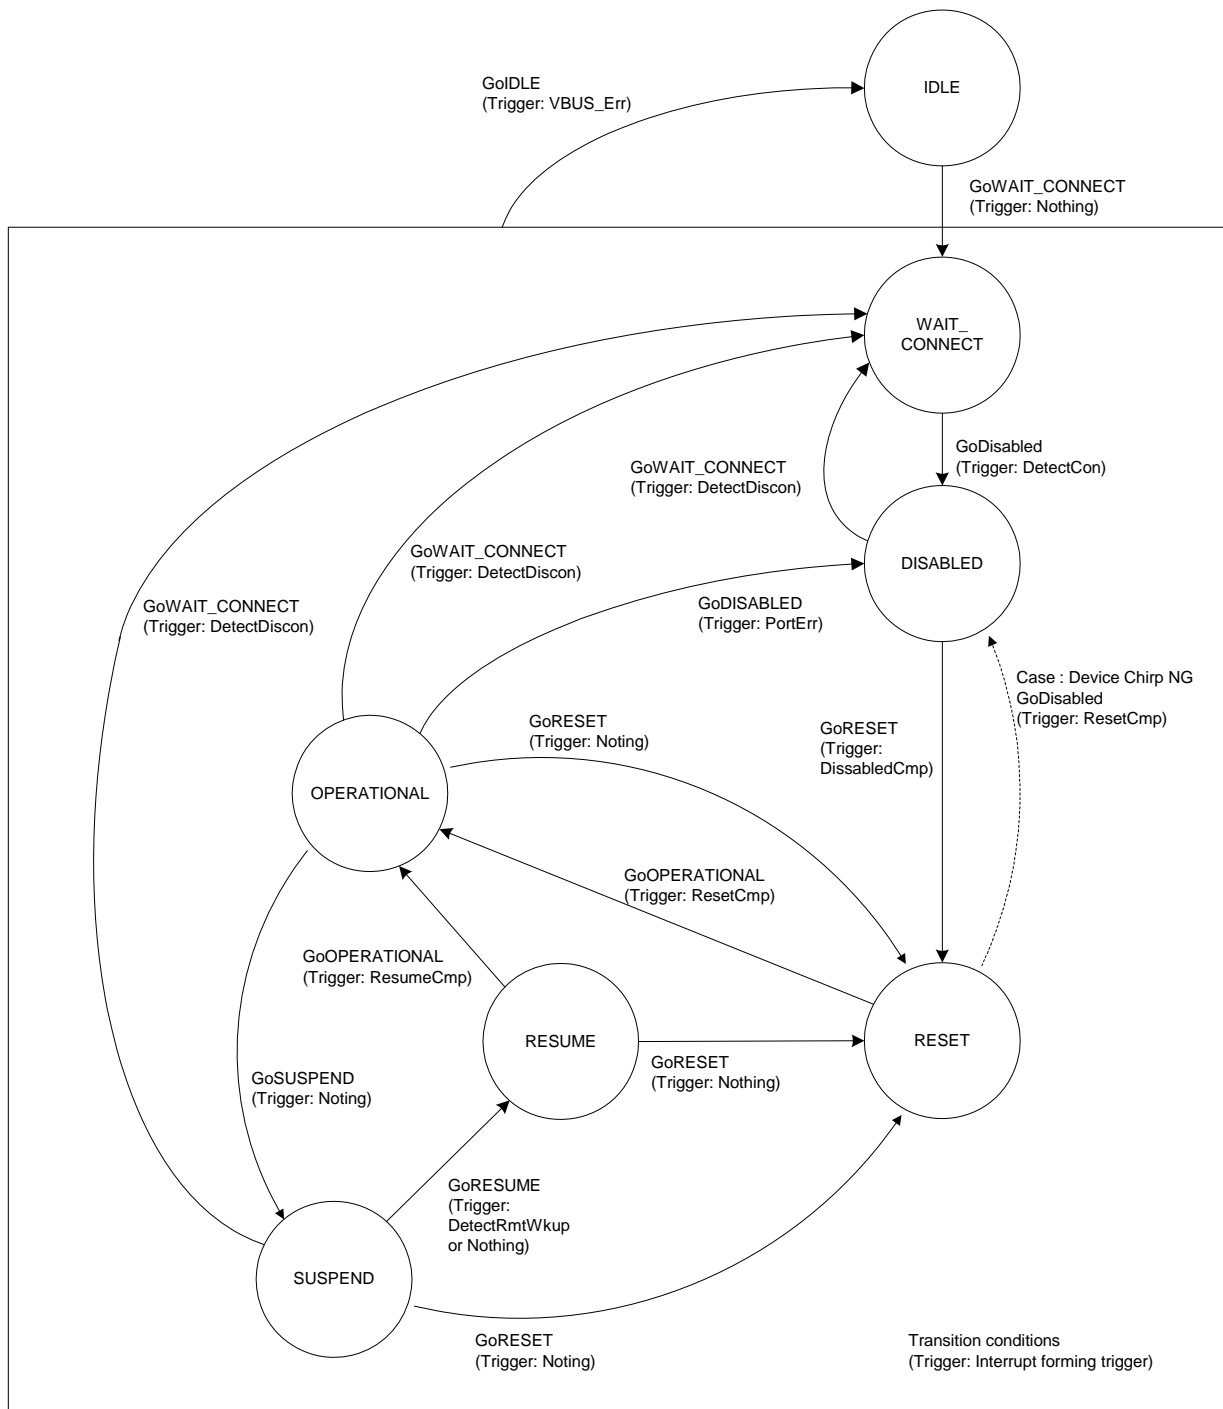 GoIDLE
(Trigger: VBUS_Err)
IDLE
GoWAIT_CONNECT
(Trigger: Nothing)
WAIT_
CONNECT
GoDisabled
(Trigger: DetectCon)
GoWAIT_CONNECT
(Trigger: DetectDiscon)
GoWAIT_CONNECT
(Trigger: DetectDiscon)
DISABLED
GoWAIT_CONNECT
(Trigger: DetectDiscon)
GoDISABLED
(Trigger: PortErr)
Case : Device Chirp NG
GoDisabled
(Trigger: ResetCmp)
GoRESET
(Trigger: Noting)
GoRESET
(Trigger:
DissabledCmp)
OPERATIONAL
GoOPERATIONAL
(Trigger: ResetCmp)
GoOPERATIONAL
(Trigger: ResumeCmp)
RESUME
RESET
GoRESET
(Trigger: Nothing)
GoSUSPEND
(Trigger: Noting)
GoRESUME
(Trigger:
DetectRmtWkup
or Nothing)
SUSPEND
GoRESET
(Trigger: Noting)
Transition conditions
(Trigger: Interrupt forming trigger)